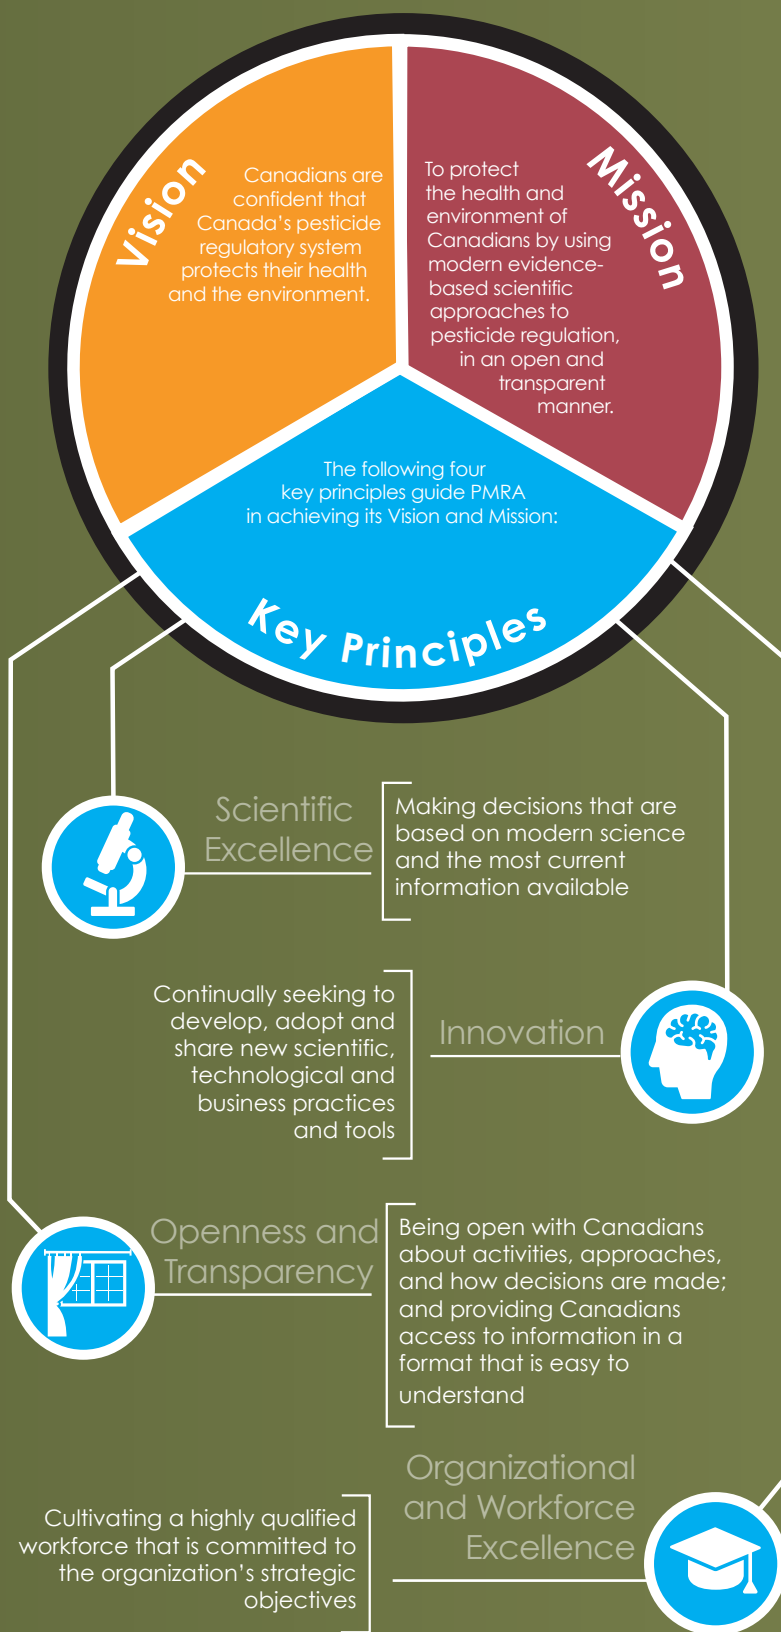 Vision
Canadians are
confident that
Canada’s pesticide
regulatory system
protects their health
and the environment.
Mission
To protect
the health and
environment of
Canadians by using
modern evidence-
based scientific
approaches to
pesticide regulation,
in an open and
transparent
manner.
The following four
key principles guide PMRA
in achieving its Vision and Mission:
Key Principles
Scientific
Excellence
Making decisions that are
based on modern science
and the most current
information available
Continually seeking to
develop, adopt and
share new scientific,
technological and
business practices
and tools
Innovation
Openness and
Transparency
Being open with Canadians
about activities, approaches,
and how decisions are made;
and providing Canadians
access to information in a
format that is easy to
understand
Organizational
and Workforce
Excellence
Cultivating a highly qualified
workforce that is committed to
the organization’s strategic
objectives